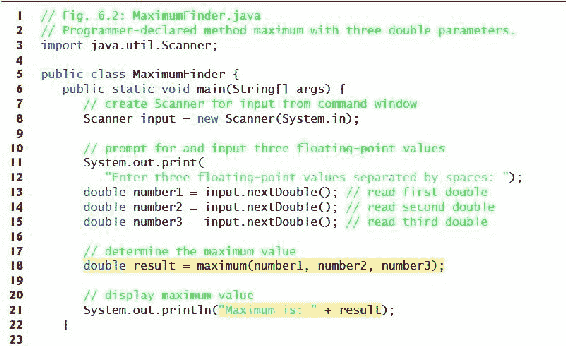 1 // Fig. 6.2: MaximumFinder.java
2 // Programmer-declared method maximum with three double parameters.
3 import java.util.Scanner;
4
5 public class MaximumFinder {
6 public static void main(String[] args) {
7 // create Scanner for input from command window
8 Scanner input = new Scanner(System.in);
9
10 // prompt for and input three floating-point values
11 System.out.print(
12 "Enter three floating-point values separated by spaces: ");
13 double number1 = input.nextDouble(); // read first double
14 double number2 = input.nextDouble(); // read second double
15 double number3 = input.nextDouble(); // read third double
16
17 // determine the maximum value
18 double result = maximum(number1, number2, number3);
19
20 // display maximum value
21 System.out.println("Maximum is: " + result);
22 }
23